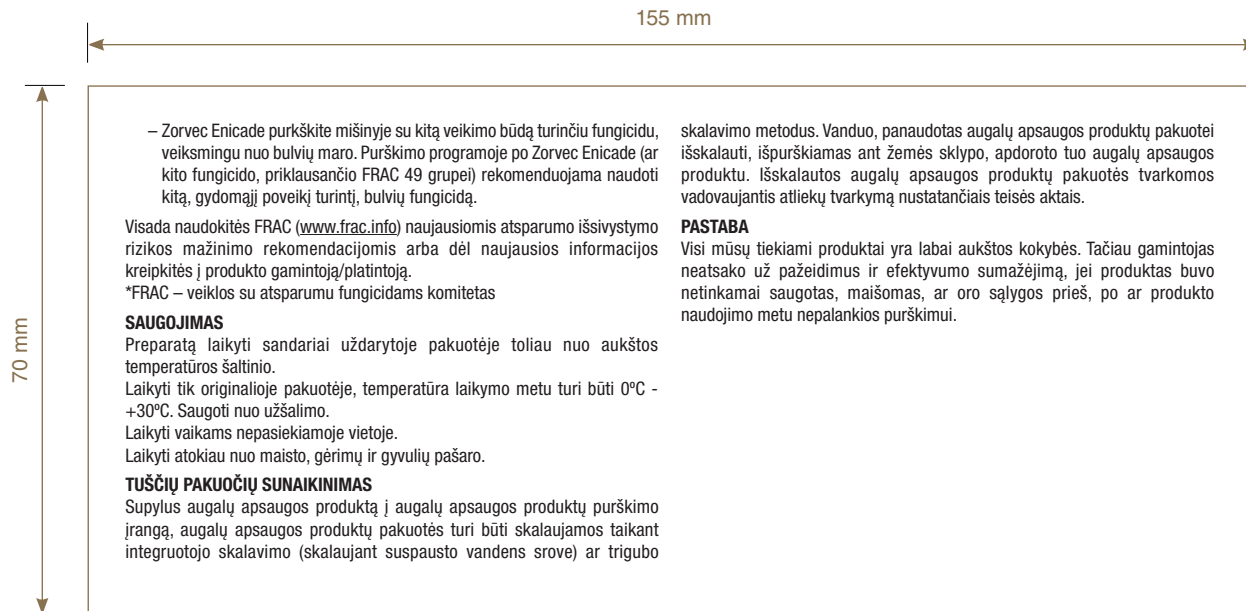 155 mm
70 mm
– Zorvec Enicade purkškite mišinyje su kitą veikimo būdą turinčiu fungicidu,
veiksmingu nuo bulvių maro. Purškimo programoje po Zorvec Enicade (ar
kito fungicido, priklausančio FRAC 49 grupei) rekomenduojama naudoti
kitą, gydomąjį poveikį turintį, bulvių fungicidą.
Visada naudokitės FRAC (www.frac.info) naujausiomis atsparumo išsivystymo
rizikos mažinimo rekomendacijomis arba dėl naujausios informacijos
kreipkitės į produkto gamintoją/platintoją.
*FRAC – veiklos su atsparumu fungicidams komitetas
SAUGOJIMAS
Preparatą laikyti sandariai uždarytoje pakuotėje toliau nuo aukštos
temperatūros šaltinio.
Laikyti tik originalioje pakuotėje, temperatūra laikymo metu turi būti 0ºC -
+30ºC. Saugoti nuo užšalimo.
Laikyti vaikams nepasiekiamoje vietoje.
Laikyti atokiau nuo maisto, gėrimų ir gyvulių pašaro.
TUŠČIŲ PAKUOČIŲ SUNAIKINIMAS
Supylus augalų apsaugos produktą į augalų apsaugos produktų purškimo
įrangą, augalų apsaugos produktų pakuotės turi būti skalaujamos taikant
integruotojo skalavimo (skalaujant suspausto vandens srove) ar trigubo
skalavimo metodus. Vanduo, panaudotas augalų apsaugos produktų pakuotei
išskalauti, išpurškiamas ant žemės sklypo, apdoroto tuo augalų apsaugos
produktu. Išskalautos augalų apsaugos produktų pakuotės tvarkomos
vadovaujantis atliekų tvarkymą nustatančiais teisės aktais.
PASTABA
Visi mūsų tiekiami produktai yra labai aukštos kokybės. Tačiau gamintojas
neatsako už pažeidimus ir efektyvumo sumažėjimą, jei produktas buvo
netinkamai saugotas, maišomas, ar oro sąlygos prieš, po ar produkto
naudojimo metu nepalankios purškimui.